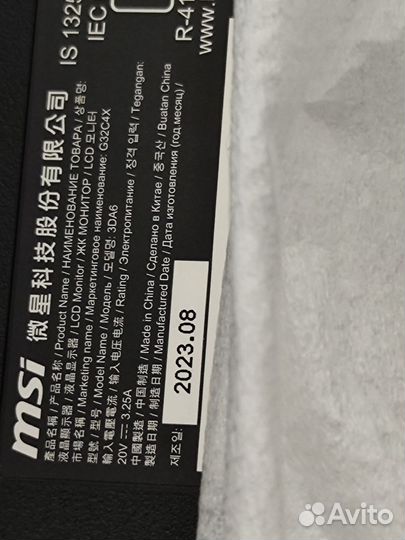 msi 微星科技股份有限公司
IS 1325
IEC
R-41
www.
產品名稱 / 产品名称 / Product Name / НАИМЕНОВАНИЕ ТОВАРА / 상품명:
液晶顯示器 / 液晶显示器 / LCD Monitor / ЖК МОНИТОР / LCD 모니터
市場名稱 / Marketing name / Маркетинговое наименование: G32C4X
型號 / 型号 / Model Name / Модель / 모델명: 3DA6
輸入電壓電流 / 输入电压电流 / Rating / Электропитание / 정격 입력 / Tegangan:
20V ⎓ 3.25A
中國製造 / 中国制造 / Made in China / Сделано в Китае / 중국산 / Buatan China
製造日期 / 制造日期 / Manufactured Date / Дата изготовления (год.месяц) /
제조일: 2023.08
Avito